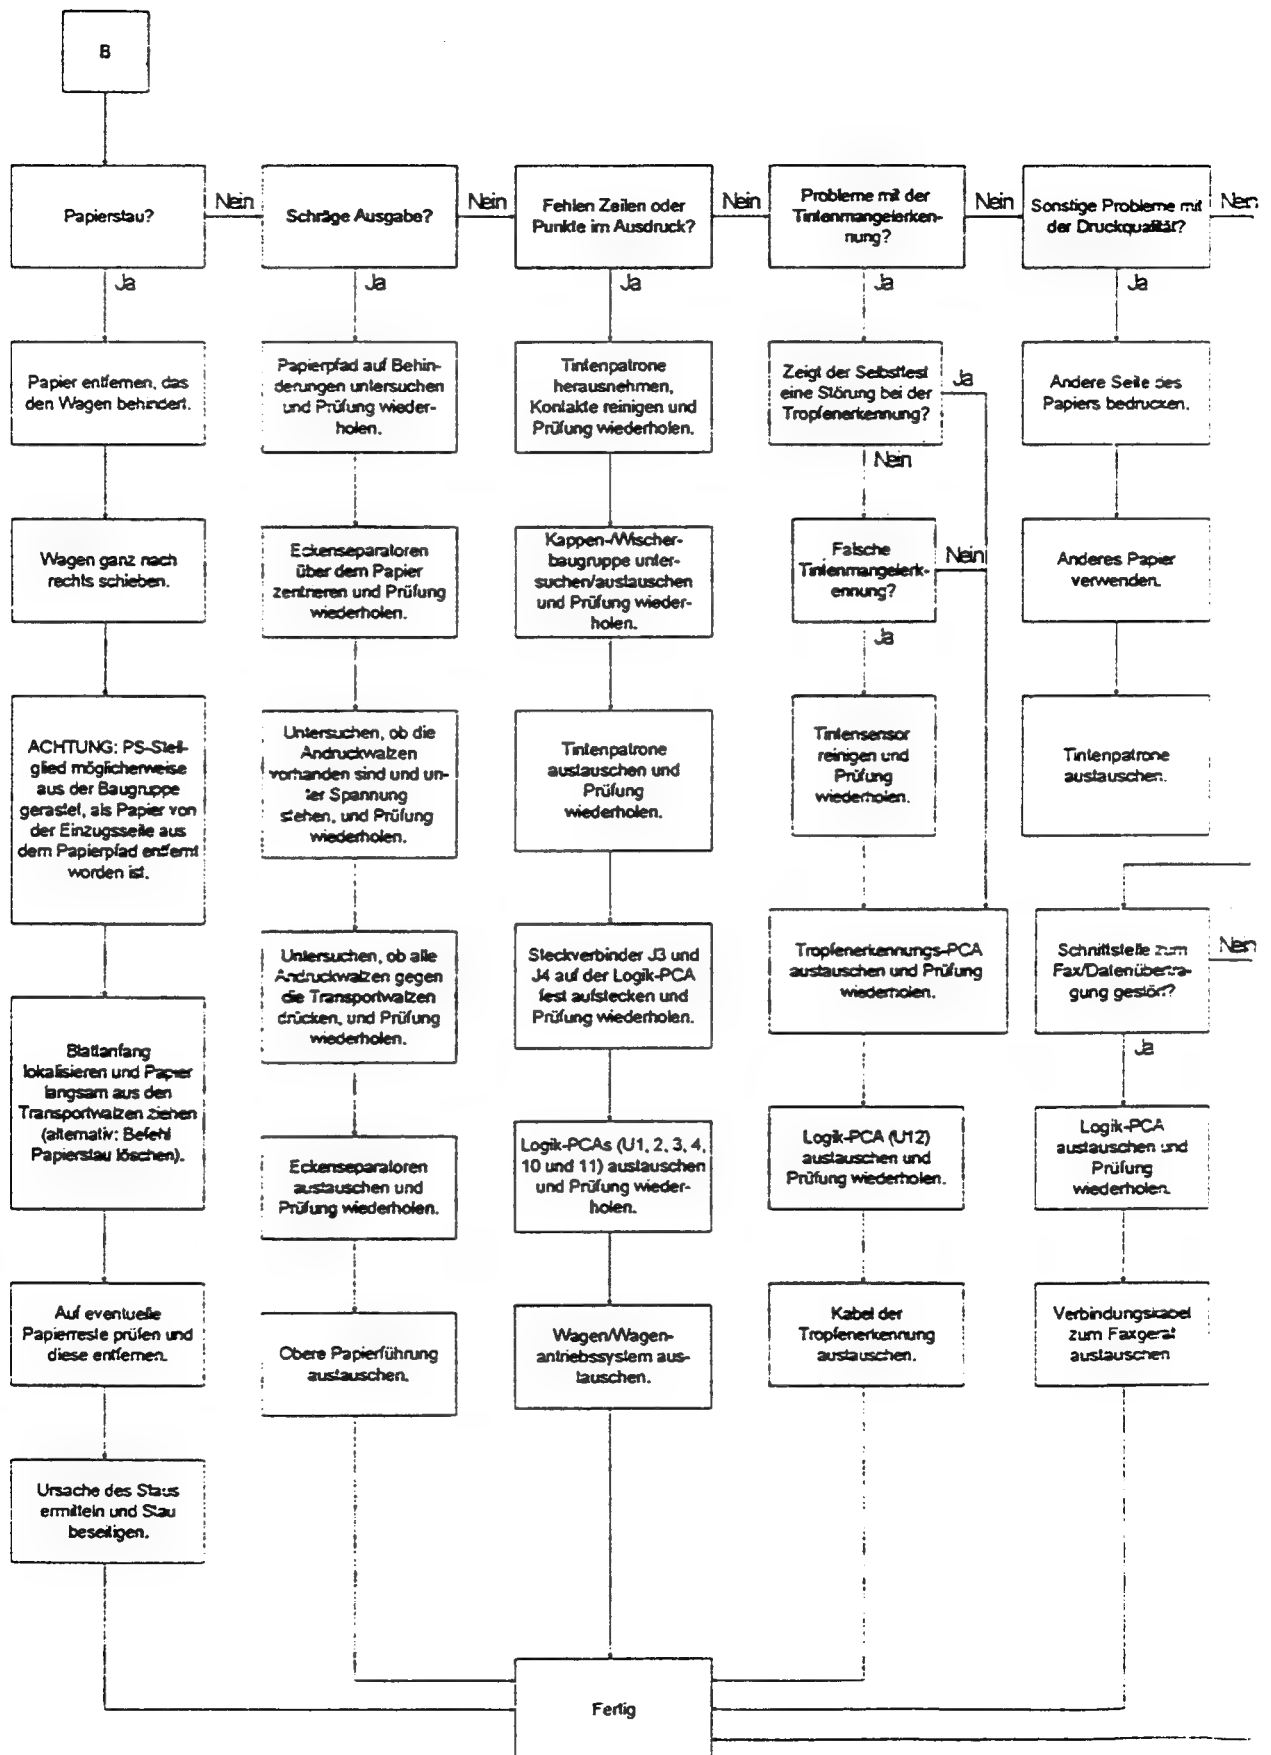 B
Papierstau?
Nein
Schräge Ausgabe?
Nein
Fehlen Zeilen oder
Punkte im Ausdruck?
Nein
Probleme mit der
Tintenmangelerken-
nung?
Nein
Sonstige Probleme mit
der Druckqualität?
Nein
Ja
Ja
Ja
Ja
Ja
Papier entfernen, das
den Wagen behindert.
Wagen ganz nach
rechts schieben.
ACHTUNG: PS-Stell-
glied möglicherweise
aus der Baugruppe
gerastet, als Papier von
der Einzugsseite aus
dem Papierpfad entfernt
worden ist.
Blattanfang
lokalisieren und Papier
langsam aus den
Transportwalzen ziehen
(alternativ: Befehl
Papierstau löschen).
Auf eventuelle
Papierreste prüfen und
diese entfernen.
Ursache des Staus
ermitteln und Stau
beseitigen.
Papierpfad auf Behin-
derungen untersuchen
und Prüfung wieder-
holen.
Eckenseparatoren
über dem Papier
zentrieren und Prüfung
wiederholen.
Untersuchen, ob die
Andruckwalzen
vorhanden sind und un-
ter Spannung
stehen, und Prüfung
wiederholen.
Untersuchen, ob alle
Andruckwalzen gegen
die Transportwalzen
drücken, und Prüfung
wiederholen.
Eckenseparatoren
austauschen und
Prüfung wiederholen.
Obere Papierführung
austauschen.
Tintenpatrone
herausnehmen,
Kontakte reinigen und
Prüfung wiederholen.
Kappen-/Wischer-
baugruppe unter-
suchen/austauschen
und Prüfung wieder-
holen.
Tintenpatrone
austauschen und
Prüfung
wiederholen.
Steckverbinder J3 und
J4 auf der Logik-PCA
fest aufstecken und
Prüfung wiederholen.
Logik-PCAs (U1, 2, 3, 4,
10 und 11) austauschen
und Prüfung wieder-
holen.
Wagen/Wagen-
antriebssystem aus-
tauschen.
Zeigt der Selbsttest
eine Störung bei der
Tropfenerkennung?
Ja
Nein
Falsche
Tintenmangelerk-
ennung?
Nein
Ja
Tintensensor
reinigen und
Prüfung
wiederholen.
Tropfenerkennungs-PCA
austauschen und Prüfung
wiederholen.
Logik-PCA (U12)
austauschen und
Prüfung wiederholen.
Kabel der
Tropfenerkennung
austauschen.
Andere Seite des
Papiers bedrucken.
Anderes Papier
verwenden.
Tintenpatrone
austauschen.
Schnittstelle zum
Fax/Datenübertra-
gung gestört?
Nein
Ja
Logik-PCA
austauschen und
Prüfung
wiederholen.
Verbindungskabel
zum Faxgerät
austauschen
Fertig